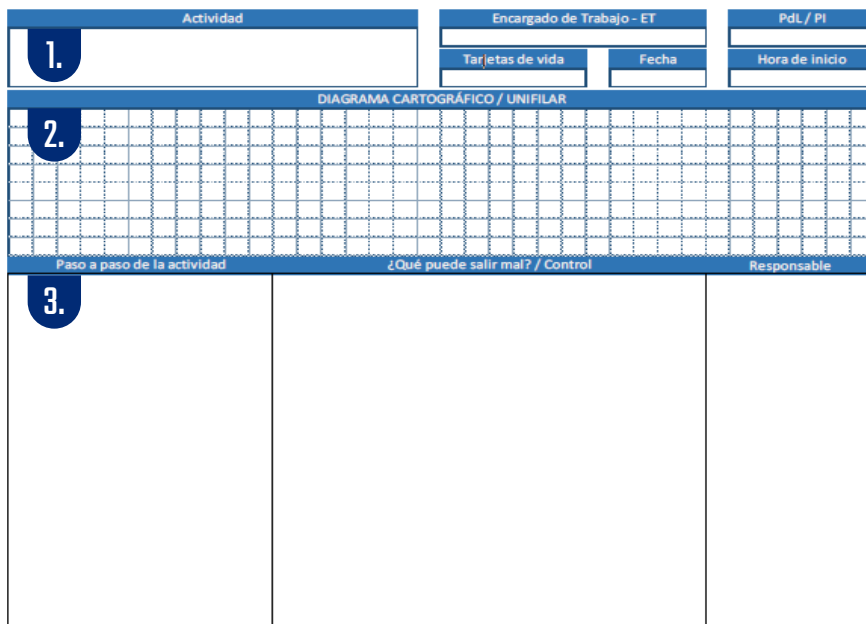 Actividad
Encargado de Trabajo - ET
PdL / PI
1.
Tarjetas de vida
Fecha
Hora de inicio
DIAGRAMA CARTOGRÁFICO / UNIFILAR
2.
Paso a paso de la actividad
¿Qué puede salir mal? / Control
Responsable
3.